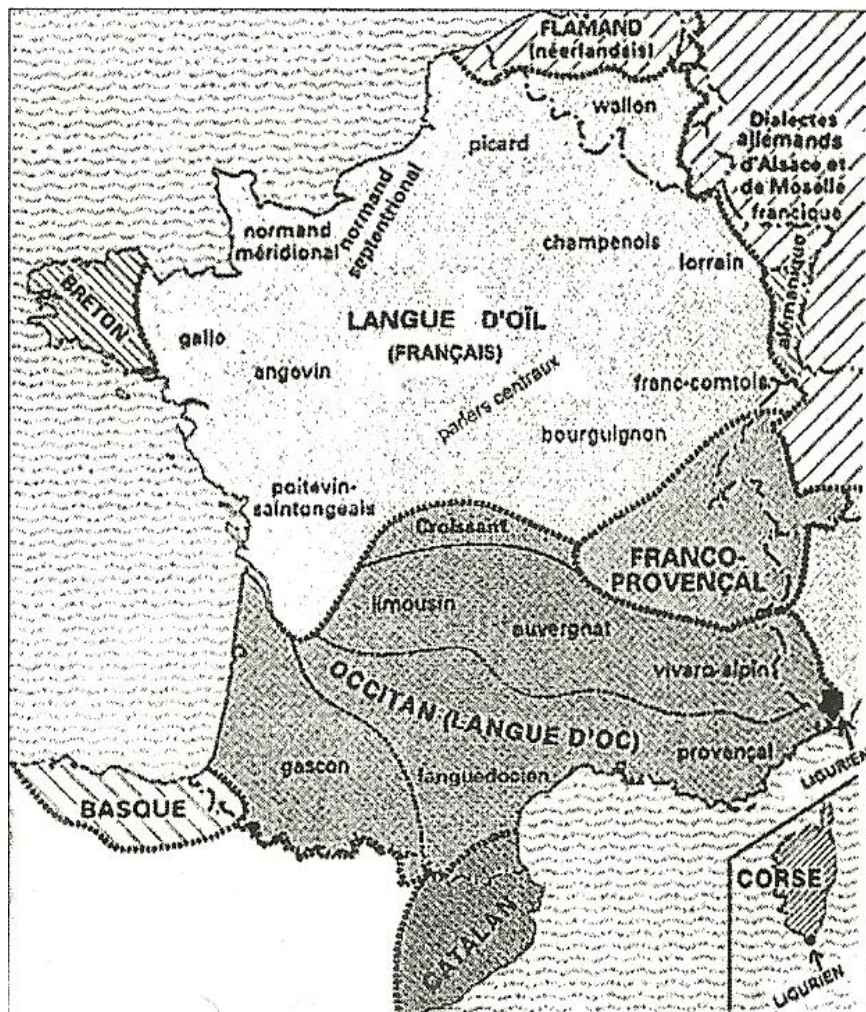 FLAMAND
(néerlandais)
wallon
picard
Dialectes
allemands
d'Alsace et
de Moselle
francique
alémanique
normand
méridional
normand
septentrional
champenois
lorrain
BRETON
gallo
LANGUE D'OÏL
(FRANÇAIS)
angevin
parlers centraux
franc-comtois
bourguignon
poitevin-
saintongeais
Croissant
FRANCO-
PROVENÇAL
limousin
auvergnat
vivaro-alpin
OCCITAN (LANGUE D'OC)
provençal
gascon
languedocien
LIGURIEN
BASQUE
CORSE
CATALAN
LIGURIEN